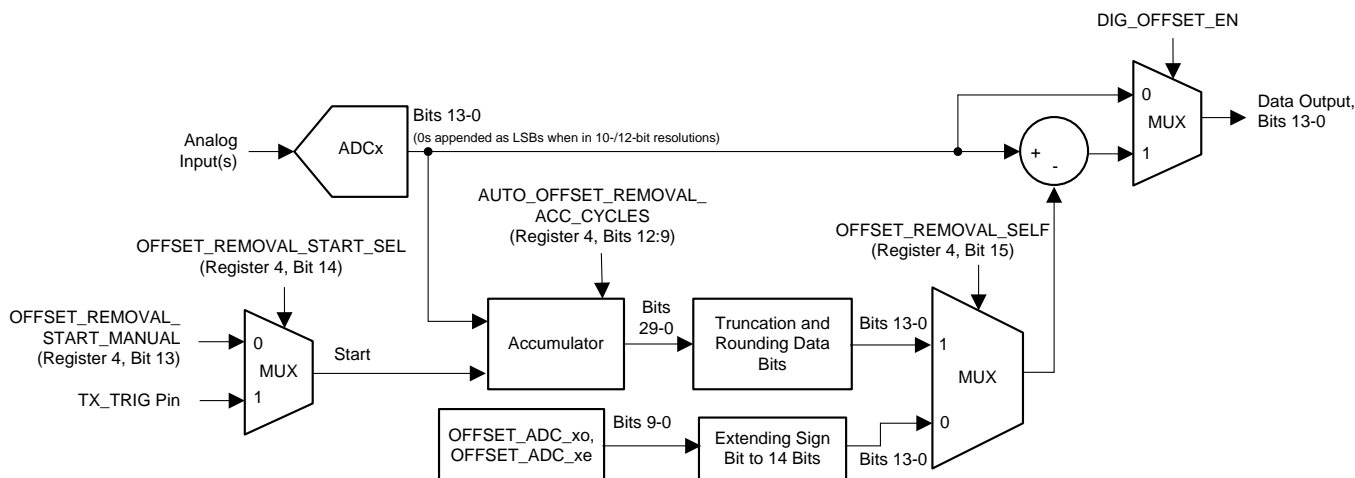 DIG_OFFSET_EN
0
MUX
1
Data Output,
Bits 13-0
Analog
Input(s)
ADCx
Bits 13-0
(0s appended as LSBs when in 10-/12-bit resolutions)
+
-
AUTO_OFFSET_REMOVAL_
ACC_CYCLES
(Register 4, Bits 12:9)
OFFSET_REMOVAL_SELF
(Register 4, Bit 15)
OFFSET_REMOVAL_START_SEL
(Register 4, Bit 14)
OFFSET_REMOVAL_
START_MANUAL
(Register 4, Bit 13)
TX_TRIG Pin
0
MUX
1
Start
Accumulator
Bits
29-0
Truncation and
Rounding Data
Bits
Bits 13-0
1
MUX
0
OFFSET_ADC_xo,
OFFSET_ADC_xe
Bits 9-0
Extending Sign
Bit to 14 Bits
Bits 13-0